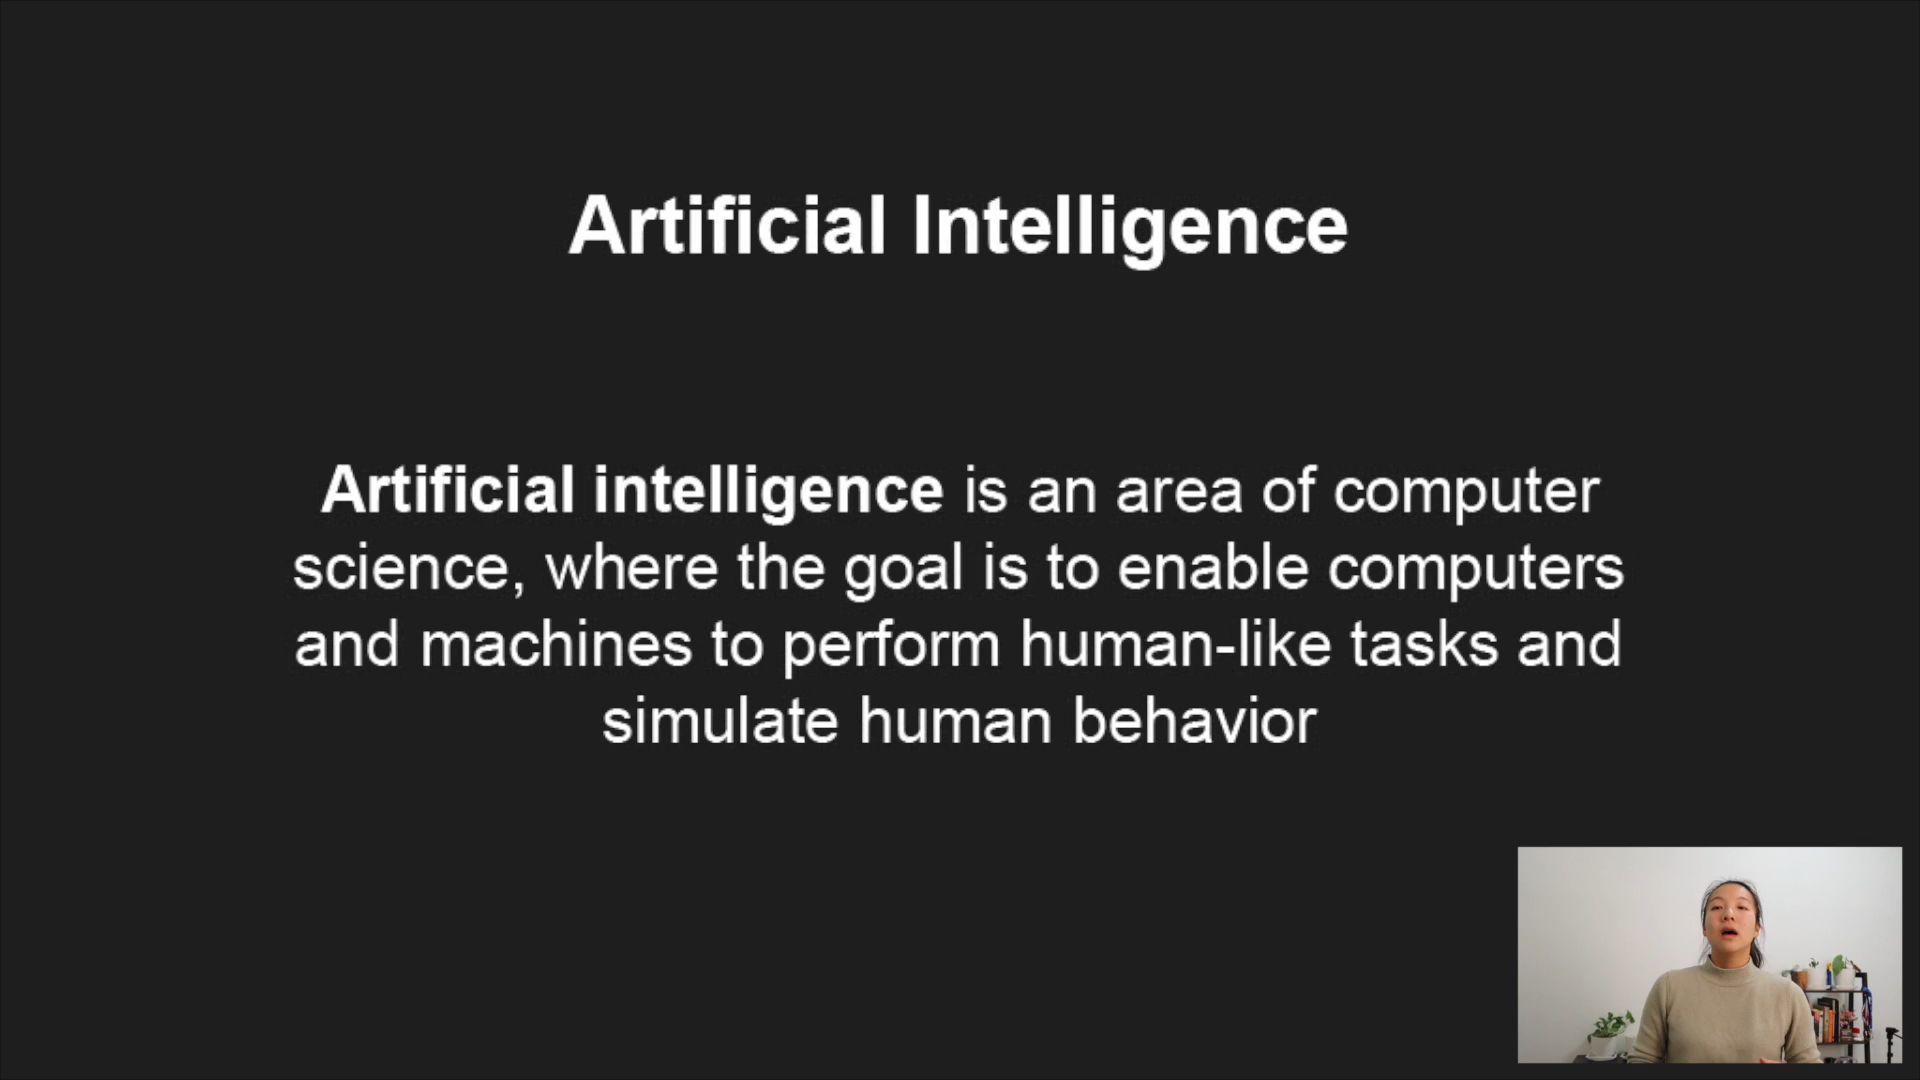 Artificial Intelligence
Artificial intelligence is an area of computer
science, where the goal is to enable computers
and machines to perform human-like tasks and
simulate human behavior